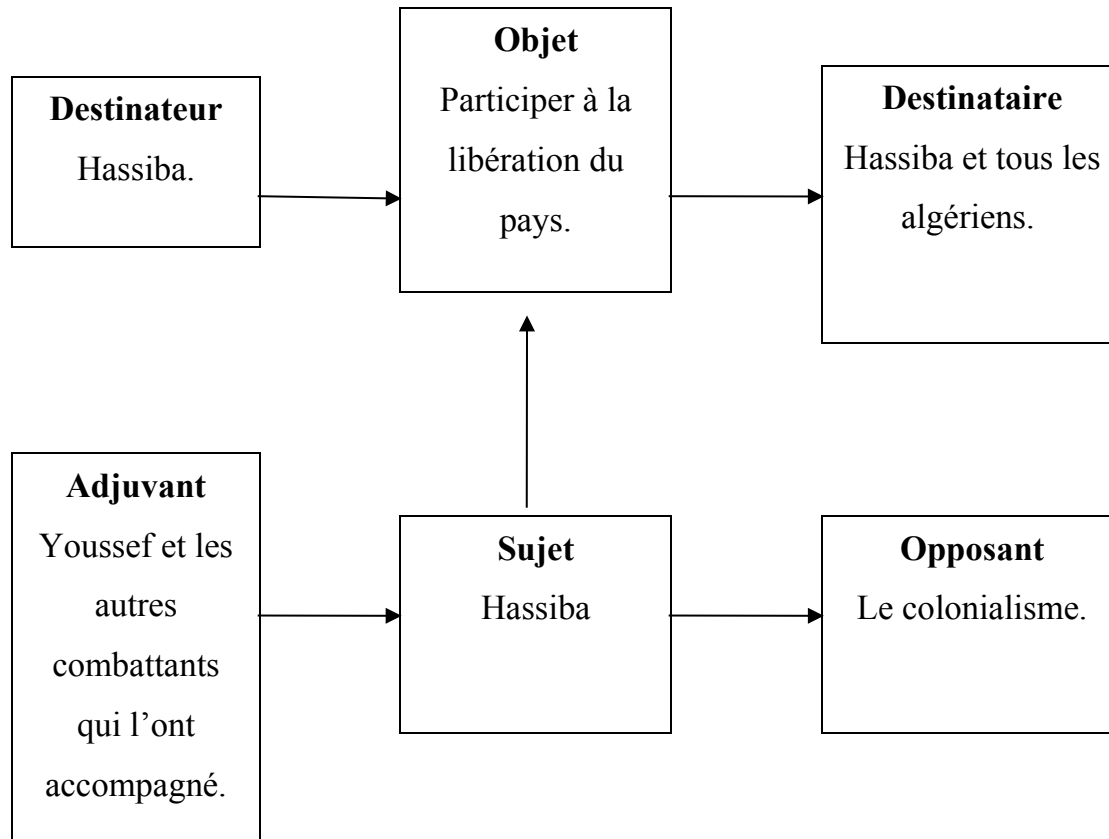 Destinateur
Hassiba.
Objet
Participer à la
libération du
pays.
Destinataire
Hassiba et tous les
algériens.
Adjuvant
Youssef et les
autres
combattants
qui l’ont
accompagné.
Sujet
Hassiba
Opposant
Le colonialisme.